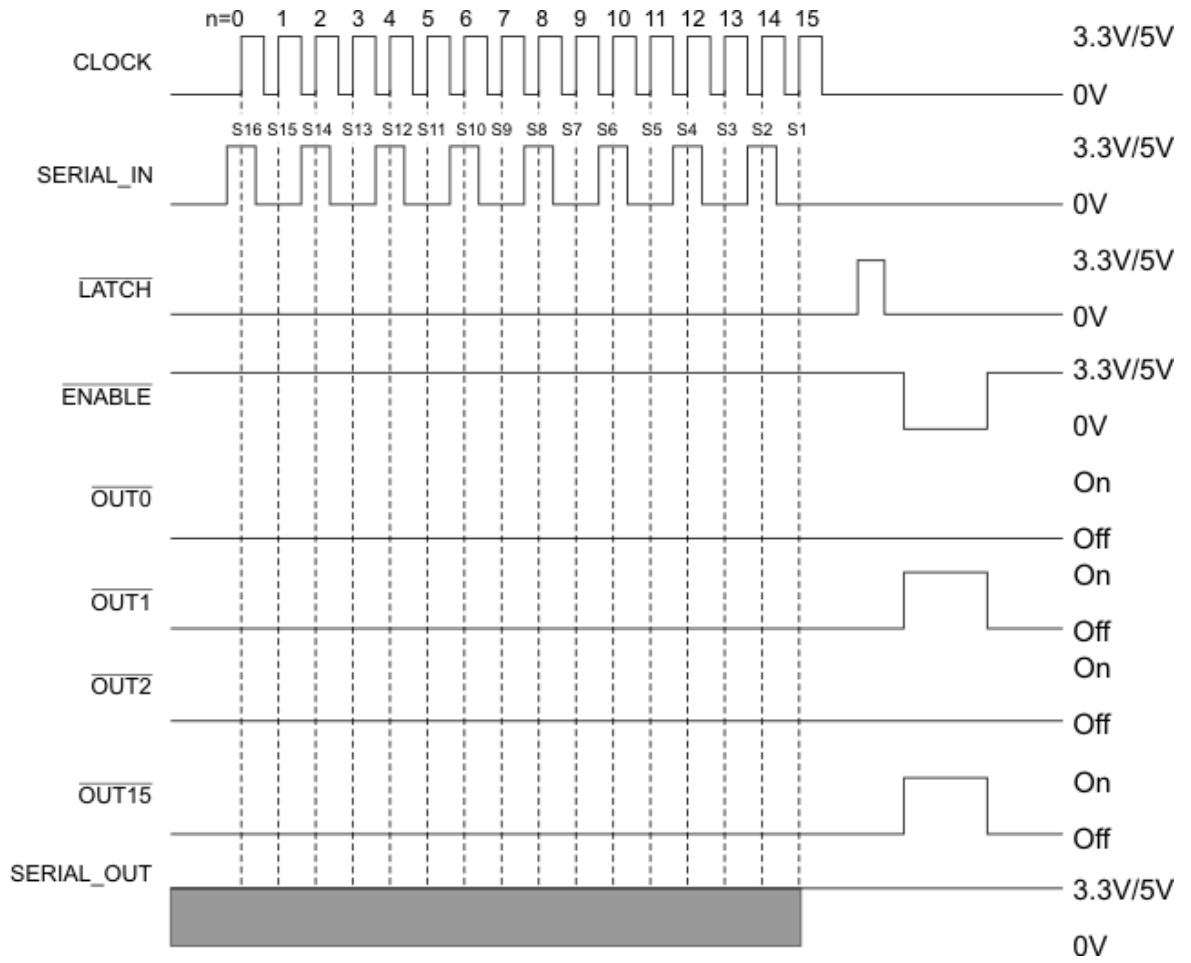 n=0 1 2 3 4 5 6 7 8 9 10 11 12 13 14 15
3.3V/5V
CLOCK
0V
S16 S15 S14 S13 S12 S11 S10 S9 S8 S7 S6 S5 S4 S3 S2 S1
3.3V/5V
SERIAL_IN
0V
3.3V/5V
LATCH
0V
3.3V/5V
ENABLE
0V
On
OUT0
Off
On
OUT1
Off
On
OUT2
Off
On
OUT15
Off
SERIAL_OUT
3.3V/5V
0V